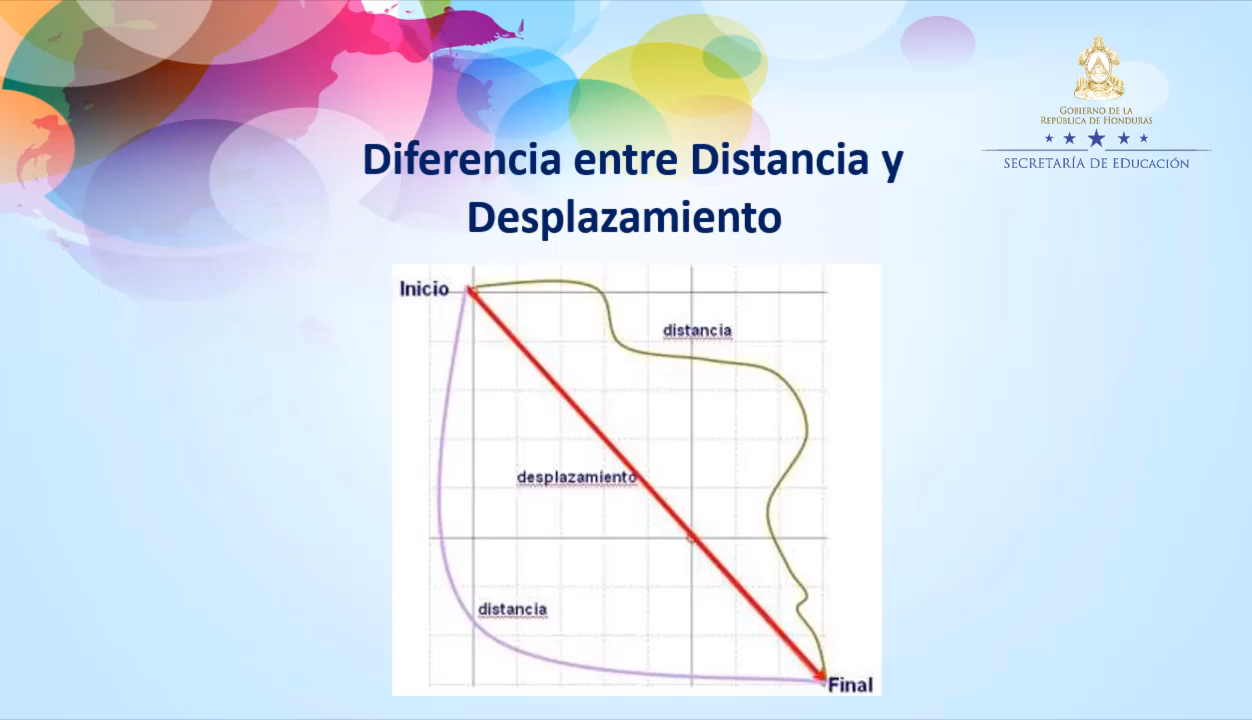 GOBIERNO DE LA
REPÚBLICA DE HONDURAS
SECRETARÍA DE EDUCACIÓN
Diferencia entre Distancia y
Desplazamiento
Inicio
distancia
desplazamiento
distancia
Final